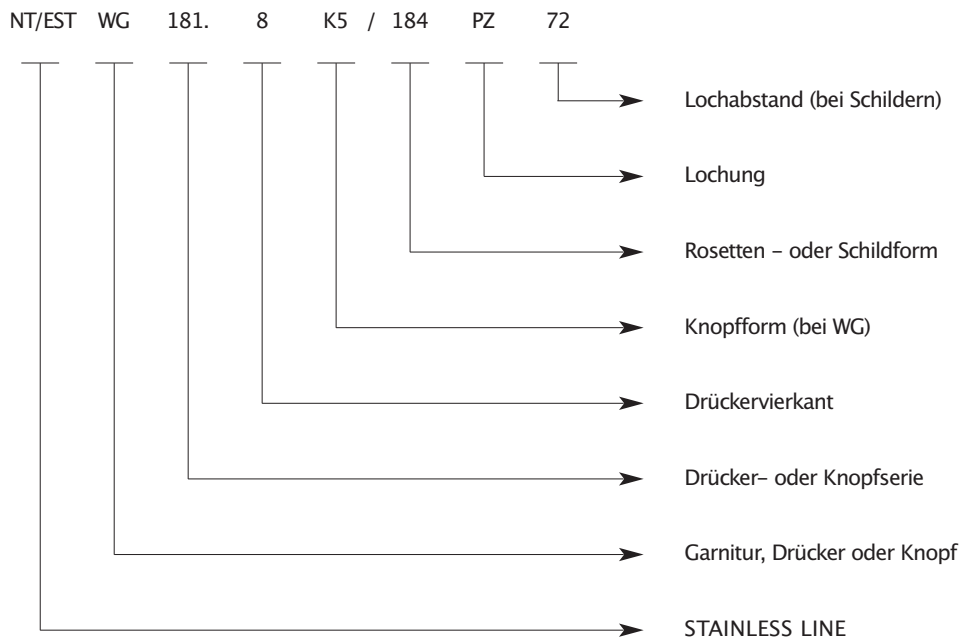 NT/EST WG 181. 8 K5 / 184 PZ 72
Lochabstand (bei Schildern)
Lochung
Rosetten – oder Schildform
Knopfform (bei WG)
Drückervierkant
Drücker– oder Knopfserie
Garnitur, Drücker oder Knopf
STAINLESS LINE